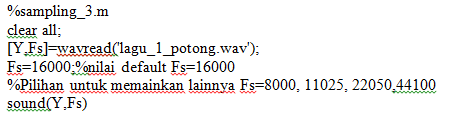 %sampling_3.m
clear all;
[Y,Fs]=wavread('lagu_1_potong.wav');
Fs=16000;%nilai default Fs=16000
%Pilihan untuk memainkan lainnya Fs=8000, 11025, 22050,44100
sound(Y,Fs)